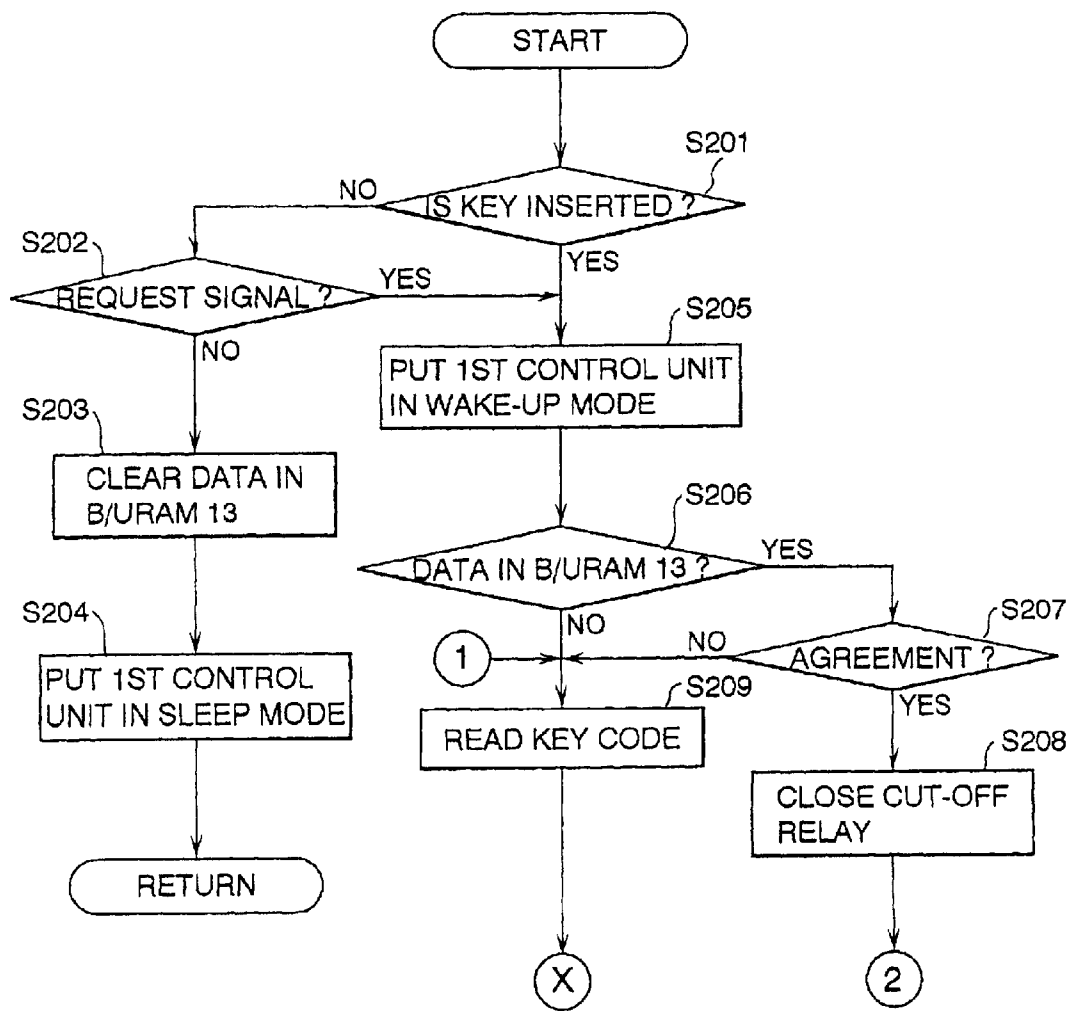 START
S201
NO
IS KEY INSERTED ?
S202
YES
YES
REQUEST SIGNAL ?
S205
NO
PUT 1ST CONTROL UNIT
IN WAKE-UP MODE
S203
CLEAR DATA IN
B/URAM 13
S206
YES
DATA IN B/URAM 13 ?
S204
S207
NO
NO
1
AGREEMENT ?
PUT 1ST CONTROL
UNIT IN SLEEP MODE
S209
YES
READ KEY CODE
S208
CLOSE CUT-OFF
RELAY
RETURN
X
2